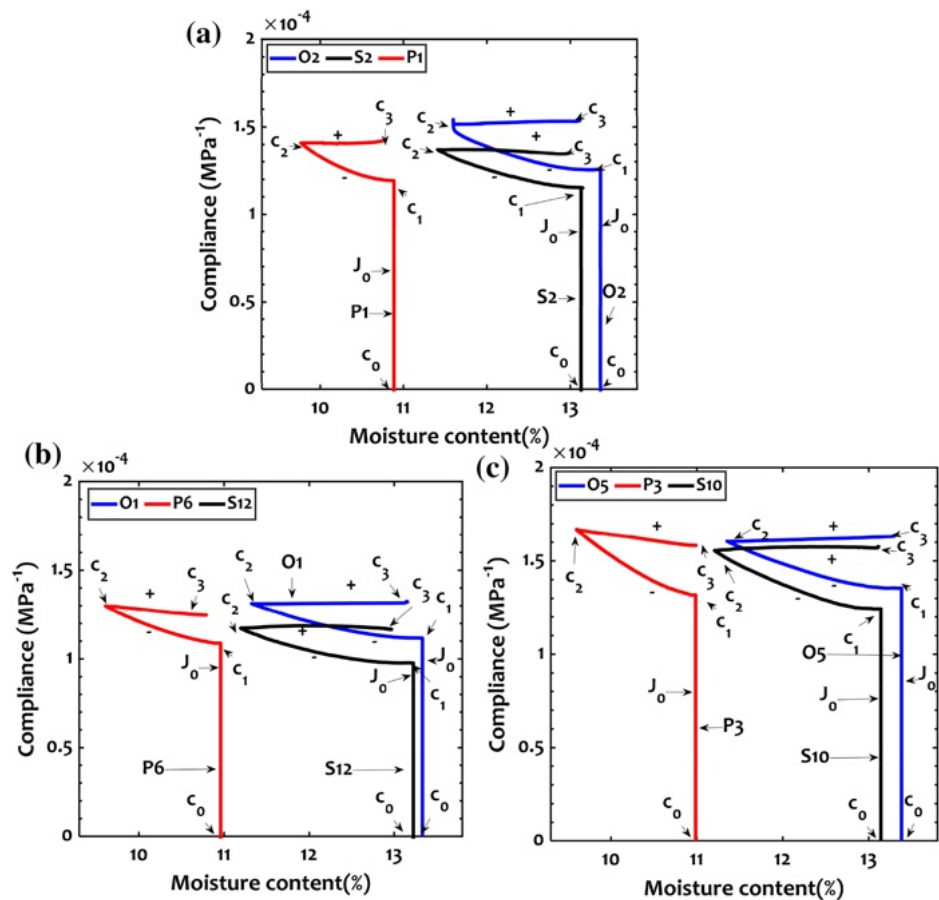 (a)
×10⁻⁴
2
1.5
1
0.5
0
O2 S2 P1
Compliance (MPa⁻¹)
c₂
+
c₃
-
c₁
J₀
P1
c₀
c₂
+
c₃
+
c₂
c₃
c₁
-
-
c₁
J₀
J₀
S2
O2
c₀
c₀
10 11 12 13
Moisture content(%)
(b)
×10⁻⁴
2
1.5
1
0.5
0
O1 P6 S12
Compliance (MPa⁻¹)
c₂
+
c₃
-
c₁
J₀
P6
c₀
c₂
O1
+
c₃
c₃
c₁
c₂
+
-
-
J₀
J₀
c₁
S12
c₀
c₀
10 11 12 13
Moisture content(%)
(c)
×10⁻⁴
2
1.5
1
0.5
0
O5 P3 S10
Compliance (MPa⁻¹)
c₂
+
c₃
-
c₁
J₀
P3
c₀
c₂
+
c₃
c₃
+
c₂
-
-
c₁
c₁
O5
J₀
J₀
S10
c₀
c₀
10 11 12 13
Moisture content(%)